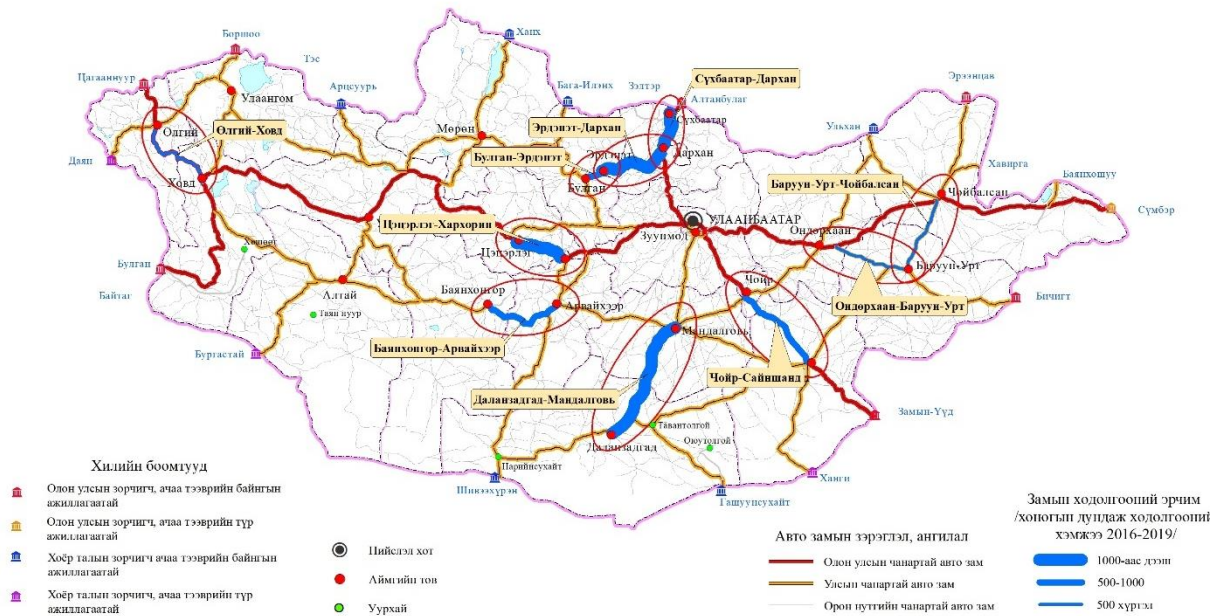 Ханх
Боршоо
Тэс
Цагааннуур
Улаангом
Арцсуурь
Бага-Илэнх
Зэлтэр
Сүхбаатар-Дархан
Алтанбулаг
Сүхбаатар
Эрээнцав
Өлгий
Өлгий-Ховд
Мөрөн
Эрдэнэт-Дархан
Ульхан
Дархан
Булган-Эрдэнэт
Эрдэнэт
Хавирга
Даян
Баянхошуу
Ховд
Булган
Баруун-Урт-Чойбалсан
Чойбалсан
Сүмбэр
Цэцэрлэг-Хархорин
УЛААНБААТАР
Өндөрхаан
Зуунмод
Цэцэрлэг
Баруун-Урт
Булган
Баянхонгор
Чойр
Байтаг
Алтай
Арвайхээр
Өндөрхаан-Баруун-Урт
Бичигт
Таян нуур
Мандалговь
Бургастай
Баянхонгор-Арвайхээр
Чойр-Сайншанд
Даланзадгад-Мандалговь
Замын-Үүд
Тавантолгой
Оюутолгой
Даланзадгад
Нарийнсухайт
Шивээхүрэн
Ханги
Гашуунсухайт
Хилийн боомтууд
Олон улсын зорчигч, ачаа тээврийн байнгын
ажиллагаатай
Олон улсын зорчигч, ачаа тээврийн түр
ажиллагаатай
Хоёр талын зорчигч, ачаа тээврийн байнгын
ажиллагаатай
Хоёр талын зорчигч, ачаа тээврийн түр
ажиллагаатай
Нийслэл хот
Аймгийн төв
Уурхай
Авто замын зэрэглэл, ангилал
Олон улсын чанартай авто зам
Улсын чанартай авто зам
Орон нутгийн чанартай авто зам
Замын хөдөлгөөний эрчим
/хоногын дундаж хөдөлгөөний
хэмжээ 2016-2019/
1000-аас дээш
500-1000
500 хүртэл